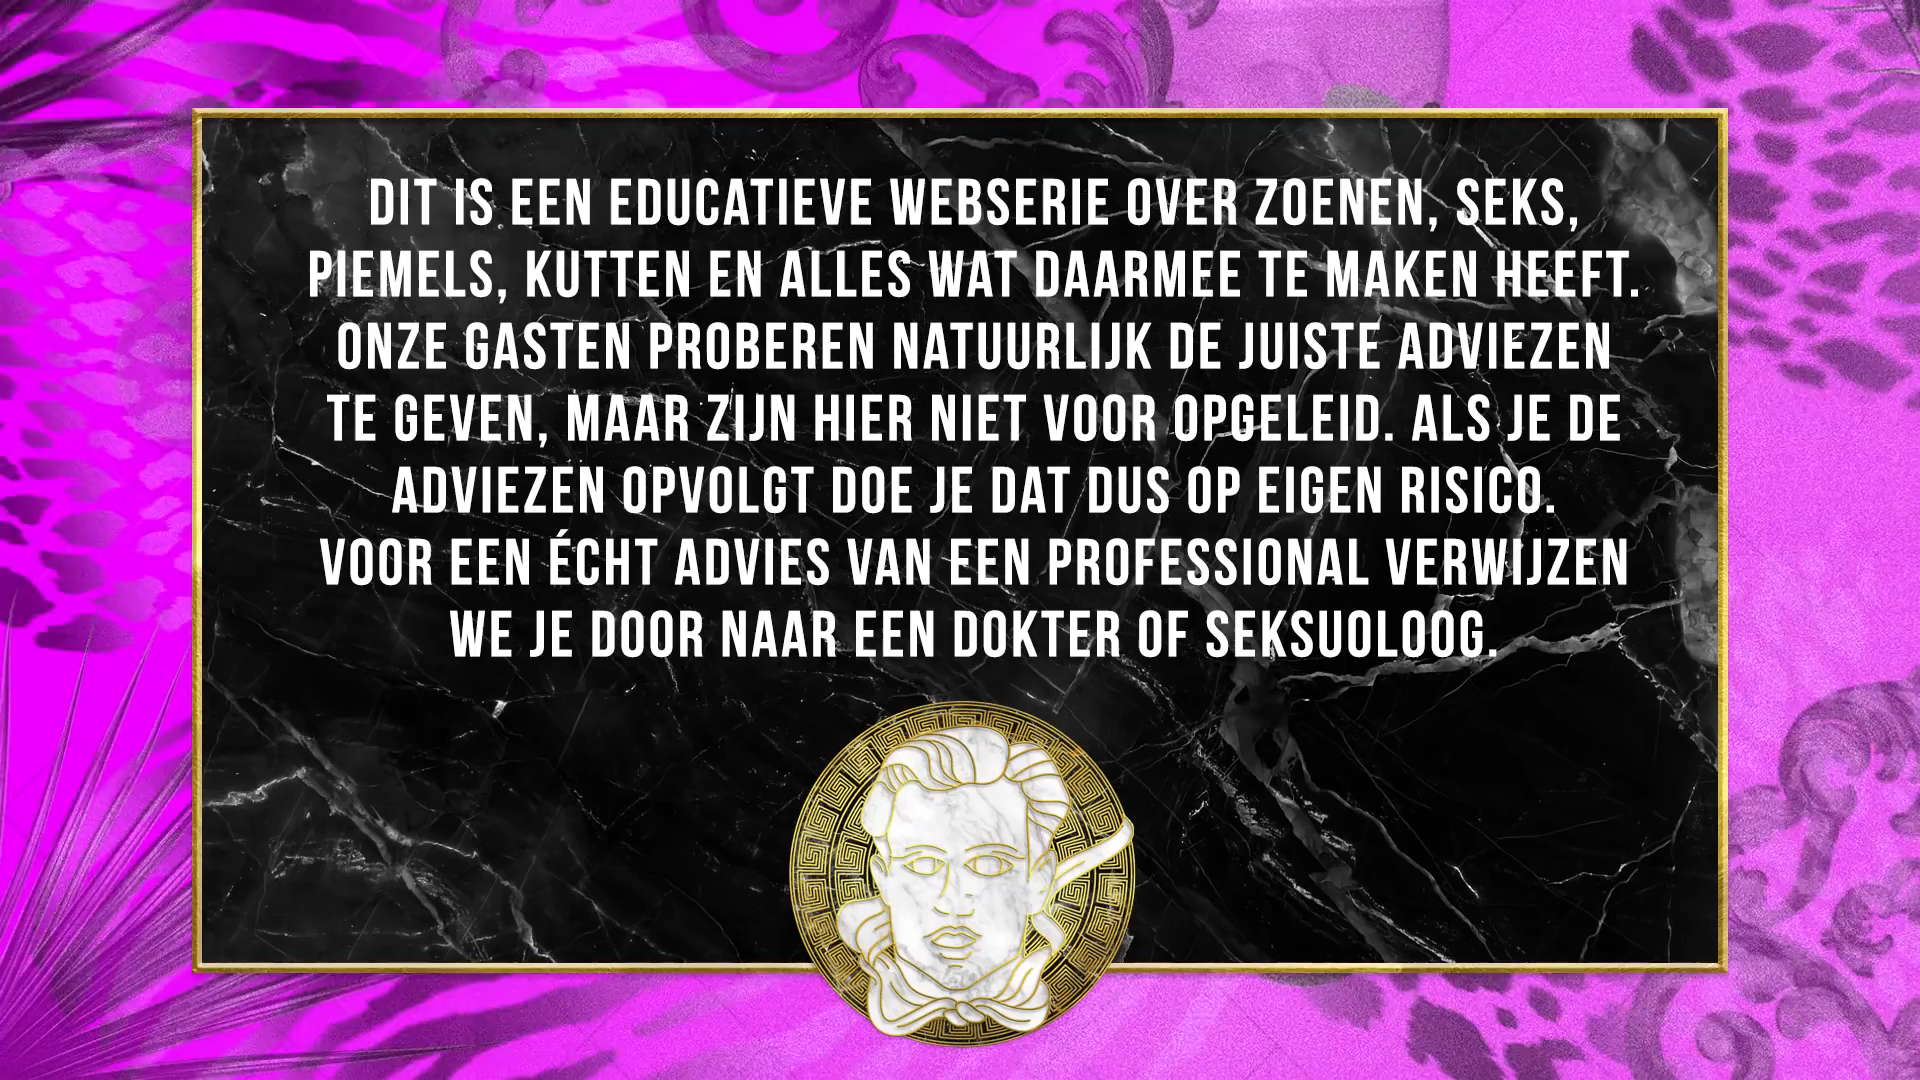 DIT IS EEN EDUCATIEVE WEBSERIE OVER ZOENEN, SEKS,
PIEMELS, KUTTEN EN ALLES WAT DAARMEE TE MAKEN HEEFT.
ONZE GASTEN PROBEREN NATUURLIJK DE JUISTE ADVIEZEN
TE GEVEN, MAAR ZIJN HIER NIET VOOR OPGELEID. ALS JE DE
ADVIEZEN OPVOLGT DOE JE DAT DUS OP EIGEN RISICO.
VOOR EEN ÉCHT ADVIES VAN EEN PROFESSIONAL VERWIJZEN
WE JE DOOR NAAR EEN DOKTER OF SEKSUOLOOG.